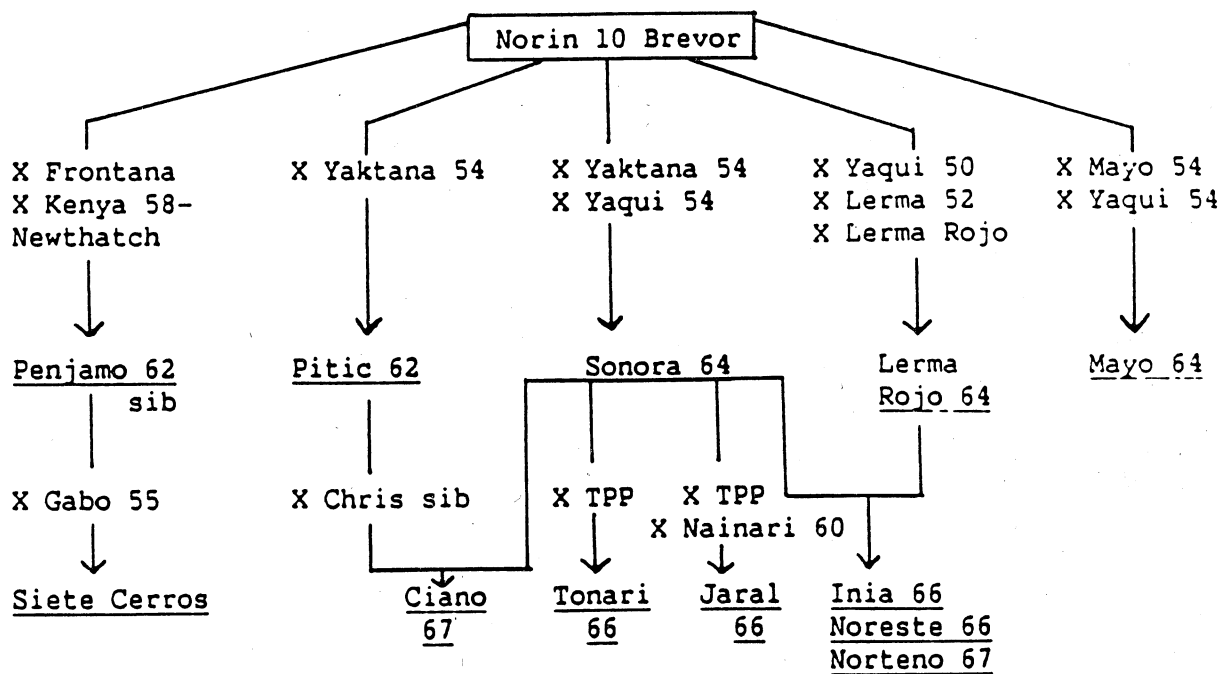 Norin 10 Brevor
X Frontana
X Kenya 58-
Newthatch
X Yaktana 54
X Yaktana 54
X Yaqui 54
X Yaqui 50
X Lerma 52
X Lerma Rojo
X Mayo 54
X Yaqui 54
Penjamo 62
sib
Pitic 62
Sonora 64
Lerma
Rojo 64
Mayo 64
X Gabo 55
X Chris sib
X TPP
X TPP
X Nainari 60
Siete Cerros
Ciano
67
Tonari
66
Jaral
66
Inia 66
Noreste 66
Norteno 67